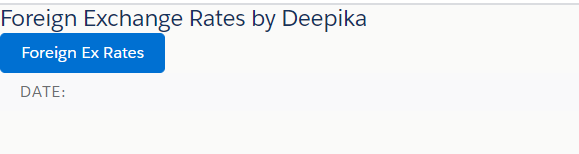 Foreign Exchange Rates by Deepika
Foreign Ex Rates
DATE: